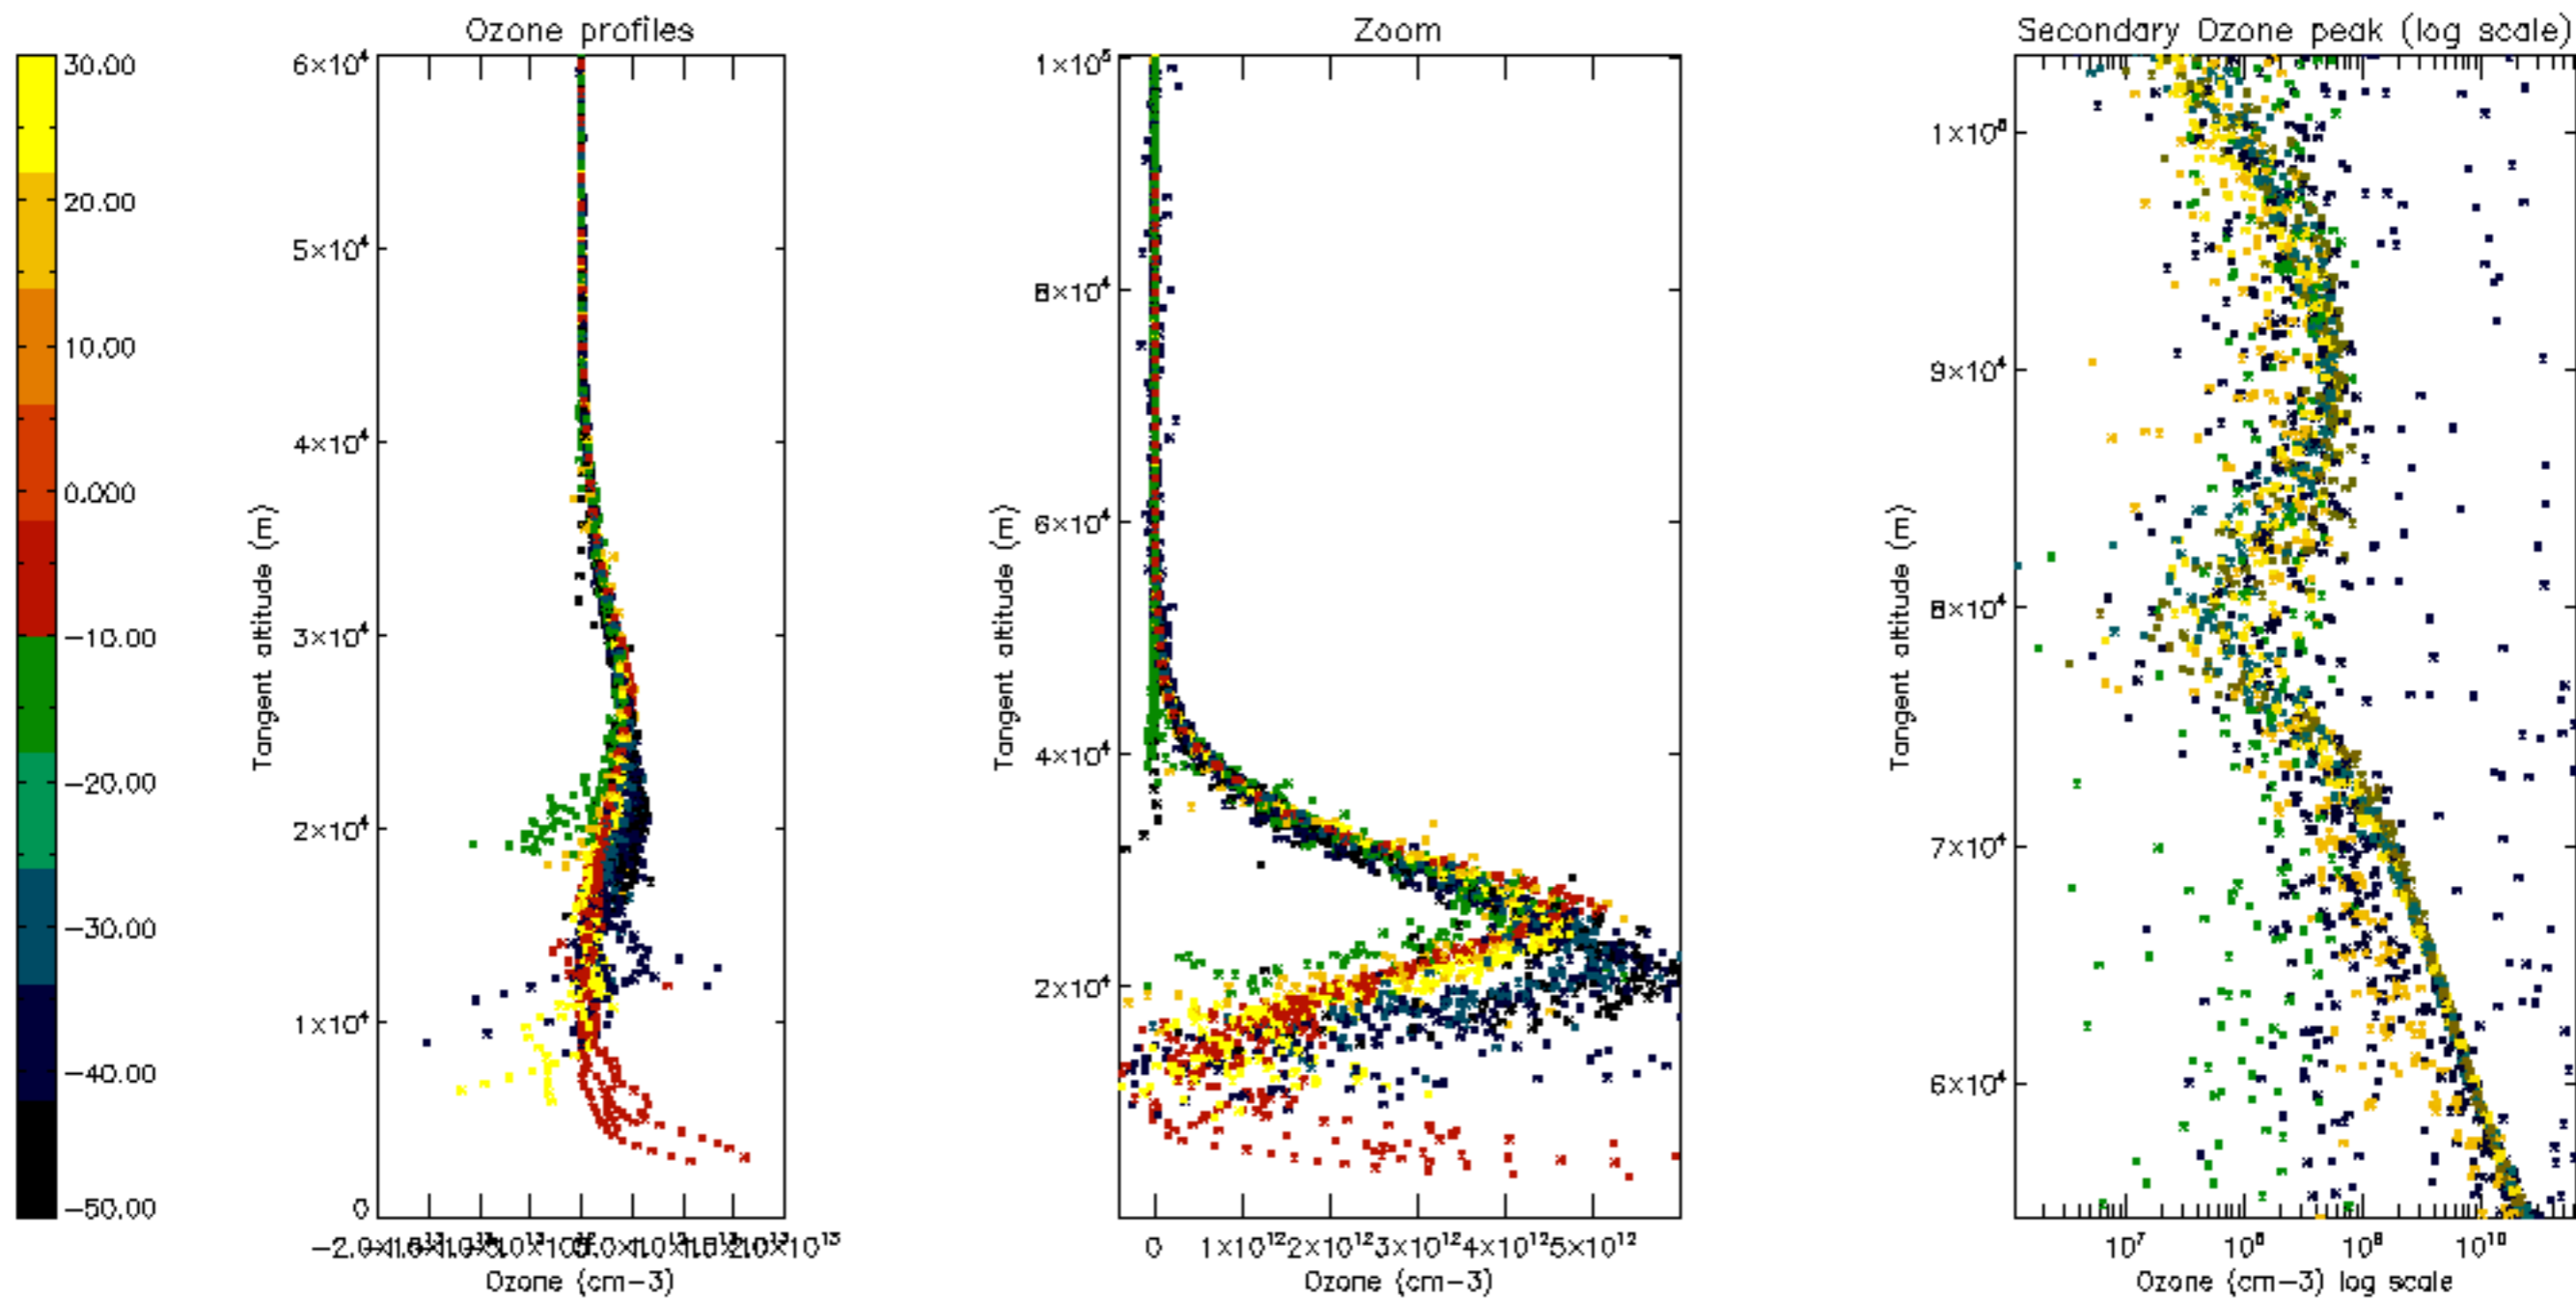 Ozone profiles
Zoom
Secondary Ozone peak (log scale)
30.00
20.00
10.00
0.000
−10.00
−20.00
−30.00
−40.00
−50.00
6×10⁴
5×10⁴
4×10⁴
3×10⁴
2×10⁴
1×10⁴
0
Tangent altitude (m)
Ozone (cm−3)
1×10⁵
8×10⁴
6×10⁴
4×10⁴
2×10⁴
Tangent altitude (m)
0 1×10¹² 2×10¹² 3×10¹² 4×10¹² 5×10¹²
Ozone (cm−3)
9×10⁴
8×10⁴
7×10⁴
6×10⁴
Tangent altitude (m)
10⁷ 10⁸ 10⁹ 10¹⁰
Ozone (cm−3) log scale